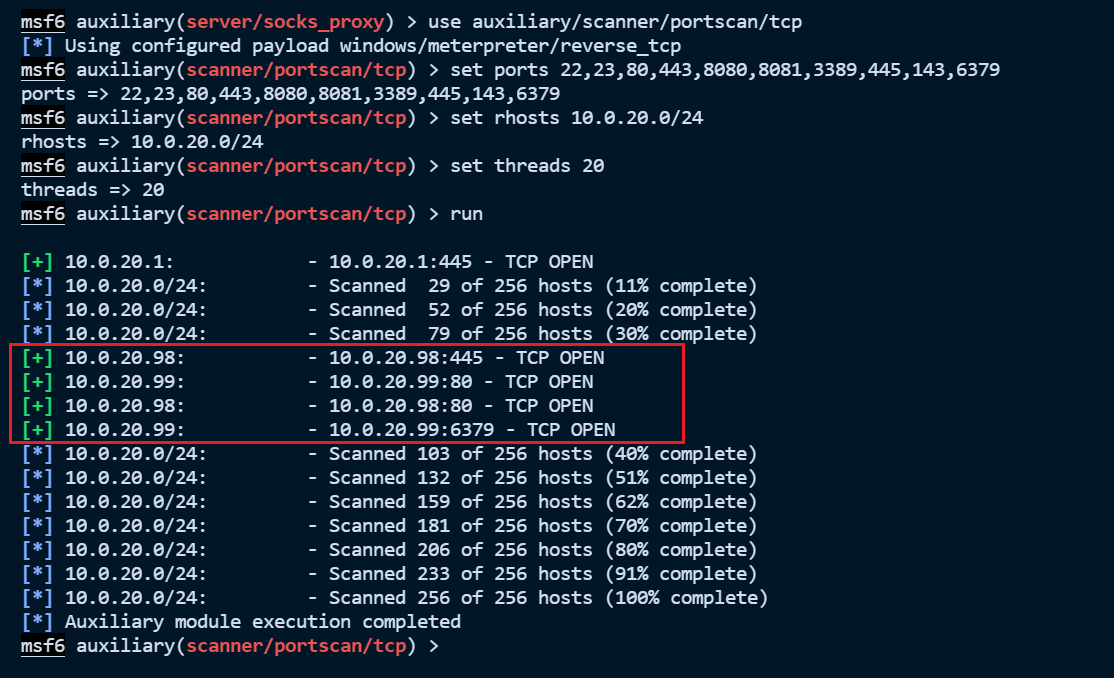 msf6 auxiliary(server/socks_proxy) > use auxiliary/scanner/portscan/tcp
[*] Using configured payload windows/meterpreter/reverse_tcp
msf6 auxiliary(scanner/portscan/tcp) > set ports 22,23,80,443,8080,8081,3389,445,143,6379
ports => 22,23,80,443,8080,8081,3389,445,143,6379
msf6 auxiliary(scanner/portscan/tcp) > set rhosts 10.0.20.0/24
rhosts => 10.0.20.0/24
msf6 auxiliary(scanner/portscan/tcp) > set threads 20
threads => 20
msf6 auxiliary(scanner/portscan/tcp) > run
[+] 10.0.20.1:            - 10.0.20.1:445 - TCP OPEN
[*] 10.0.20.0/24:         - Scanned  29 of 256 hosts (11% complete)
[*] 10.0.20.0/24:         - Scanned  52 of 256 hosts (20% complete)
[*] 10.0.20.0/24:         - Scanned  79 of 256 hosts (30% complete)
[+] 10.0.20.98:           - 10.0.20.98:445 - TCP OPEN
[+] 10.0.20.99:           - 10.0.20.99:80 - TCP OPEN
[+] 10.0.20.98:           - 10.0.20.98:80 - TCP OPEN
[+] 10.0.20.99:           - 10.0.20.99:6379 - TCP OPEN
[*] 10.0.20.0/24:         - Scanned 103 of 256 hosts (40% complete)
[*] 10.0.20.0/24:         - Scanned 132 of 256 hosts (51% complete)
[*] 10.0.20.0/24:         - Scanned 159 of 256 hosts (62% complete)
[*] 10.0.20.0/24:         - Scanned 181 of 256 hosts (70% complete)
[*] 10.0.20.0/24:         - Scanned 206 of 256 hosts (80% complete)
[*] 10.0.20.0/24:         - Scanned 233 of 256 hosts (91% complete)
[*] 10.0.20.0/24:         - Scanned 256 of 256 hosts (100% complete)
[*] Auxiliary module execution completed
msf6 auxiliary(scanner/portscan/tcp) >